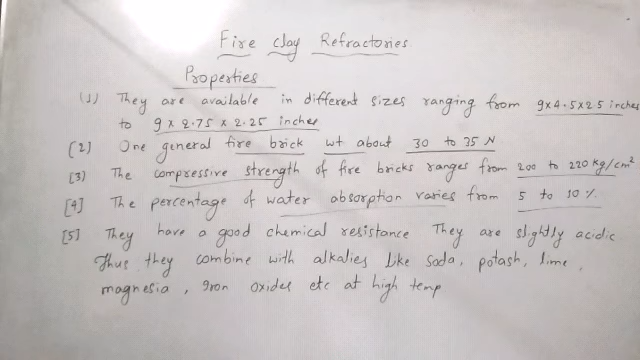 Fire clay Refractories.
Properties
(1) They are available in different sizes ranging from 9x4.5x2.5 inches
to 9 x 2.75 x 2.25 inches
[2] One general fire brick wt about 30 to 35 N
[3] The compressive strength of fire bricks ranges from 200 to 220 kg/cm²
[4] The percentage of water absorption varies from 5 to 10 %.
[5] They have a good chemical resistance They are slightly acidic
Thus they combine with alkalies like soda, potash, lime,
magnesia, iron oxides etc at high temp